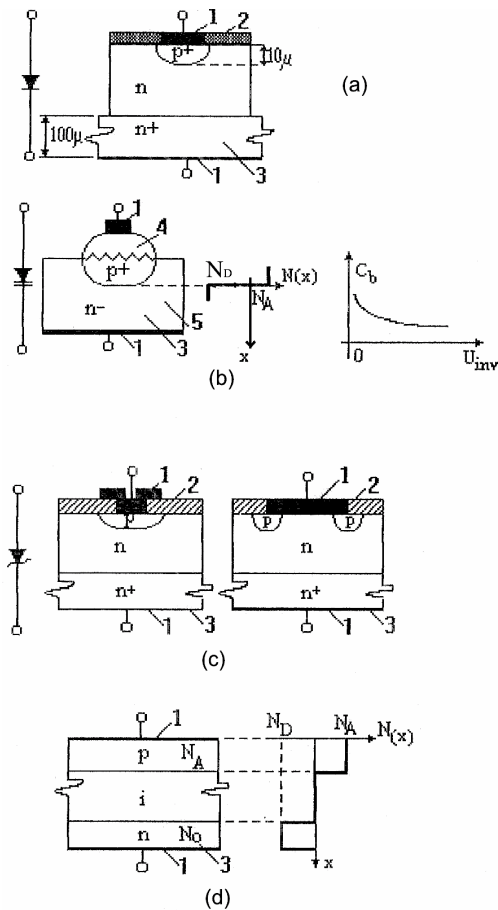 1 2
p+ 10μ
n (a)
n+
100μ
1 3
1
4
p+ N_D N(x) C_b
N_A
n- 5
3 x 0
1 U_inv
(b)
1 2 1 2
p p
n n
n+ n+
1 3 1 3
(c)
1 N_D N_A N(x)
p N_A
i
n N_o
1 3 x
(d)